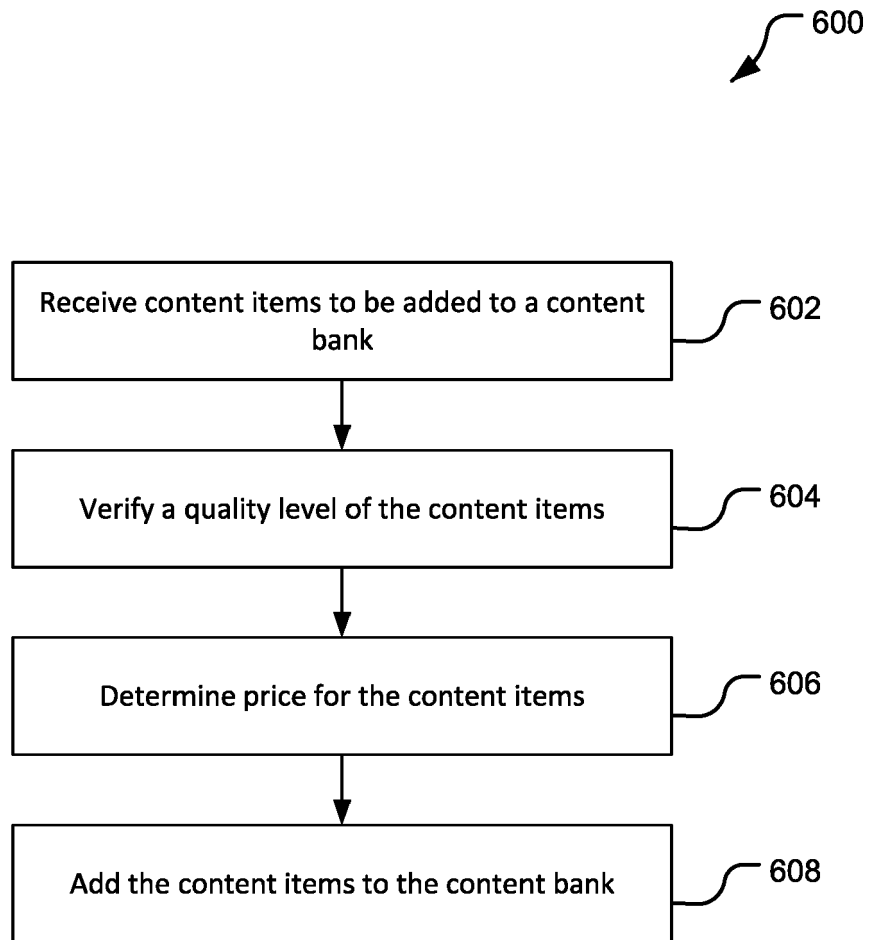 600
Receive content items to be added to a content
bank
602
Verify a quality level of the content items
604
Determine price for the content items
606
Add the content items to the content bank
608